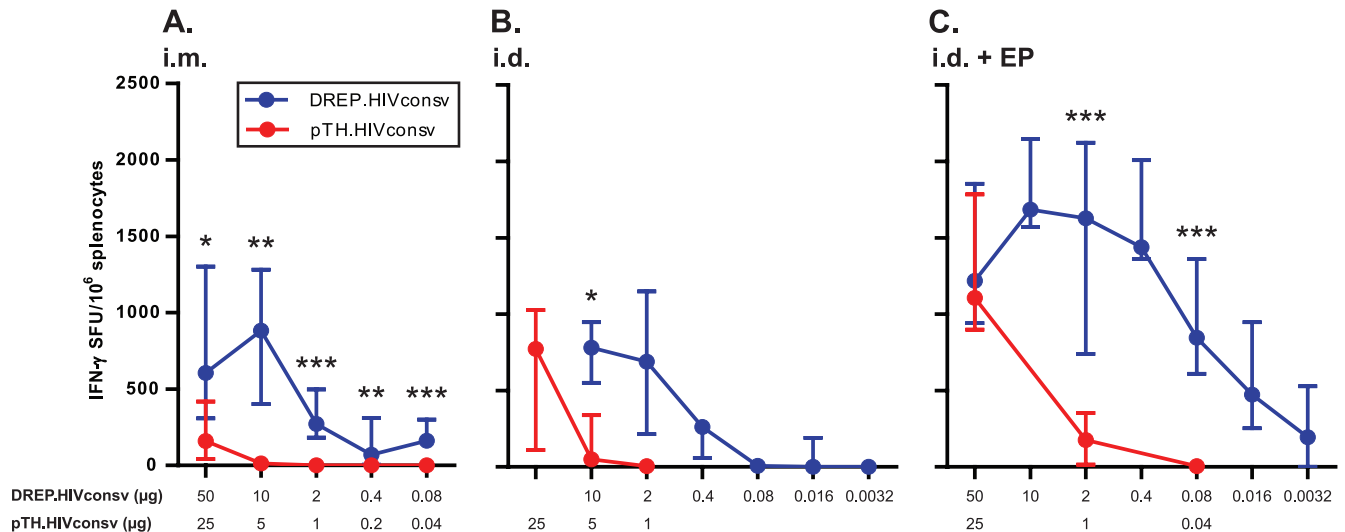 A.
i.m.
B.
i.d.
C.
i.d. + EP
DREP.HIVconsv
pTH.HIVconsv
IFN-γ SFU/10⁶ splenocytes
2500
2000
1500
1000
500
0
* ** *** ** ***
*
*** ***
DREP.HIVconsv (µg) 50 10 2 0.4 0.08 10 2 0.4 0.08 0.016 0.0032 50 10 2 0.4 0.08 0.016 0.0032
pTH.HIVconsv (µg) 25 5 1 0.2 0.04 25 5 1 25 1 0.04